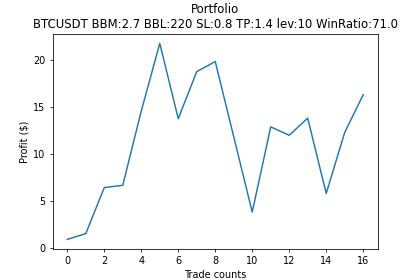 Portfolio
BTCUSDT BBM:2.7 BBL:220 SL:0.8 TP:1.4 lev:10 WinRatio:71.0
Profit ($)
20
15
10
5
0
0 2 4 6 8 10 12 14 16
Trade counts